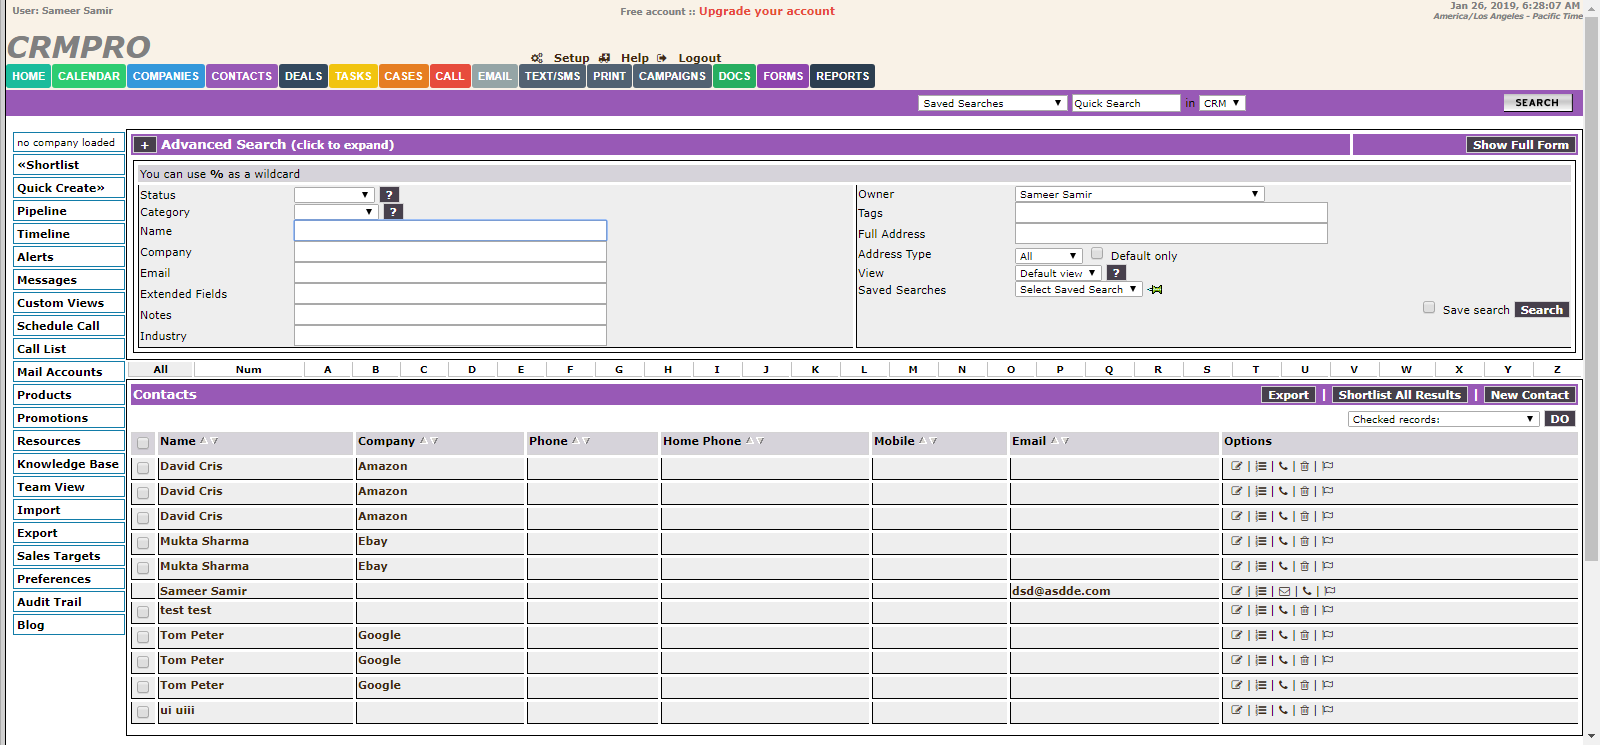 User: Sameer Samir
Free account :: Upgrade your account
Jan 26, 2019, 6:28:07 AM
America/Los Angeles - Pacific Time
CRMPRO
Setup Help Logout
HOME CALENDAR COMPANIES CONTACTS DEALS TASKS CASES CALL EMAIL TEXT/SMS PRINT CAMPAIGNS DOCS FORMS REPORTS
Saved Searches Quick Search in CRM SEARCH
no company loaded
«Shortlist
Quick Create»
Pipeline
Timeline
Alerts
Messages
Custom Views
Schedule Call
Call List
Mail Accounts
Products
Promotions
Resources
Knowledge Base
Team View
Import
Export
Sales Targets
Preferences
Audit Trail
Blog
+ Advanced Search (click to expand) Show Full Form
You can use % as a wildcard
Status ?
Category ?
Name
Company
Email
Extended Fields
Notes
Industry
Owner Sameer Samir
Tags
Full Address
Address Type All Default only
View Default view ?
Saved Searches Select Saved Search
Save search Search
All Num A B C D E F G H I J K L M N O P Q R S T U V W X Y Z
Contacts Export | Shortlist All Results | New Contact
Checked records: DO
Name Company Phone Home Phone Mobile Email Options
David Cris Amazon
David Cris Amazon
David Cris Amazon
Mukta Sharma Ebay
Mukta Sharma Ebay
Sameer Samir dsd@asdde.com
test test
Tom Peter Google
Tom Peter Google
Tom Peter Google
ui uiii